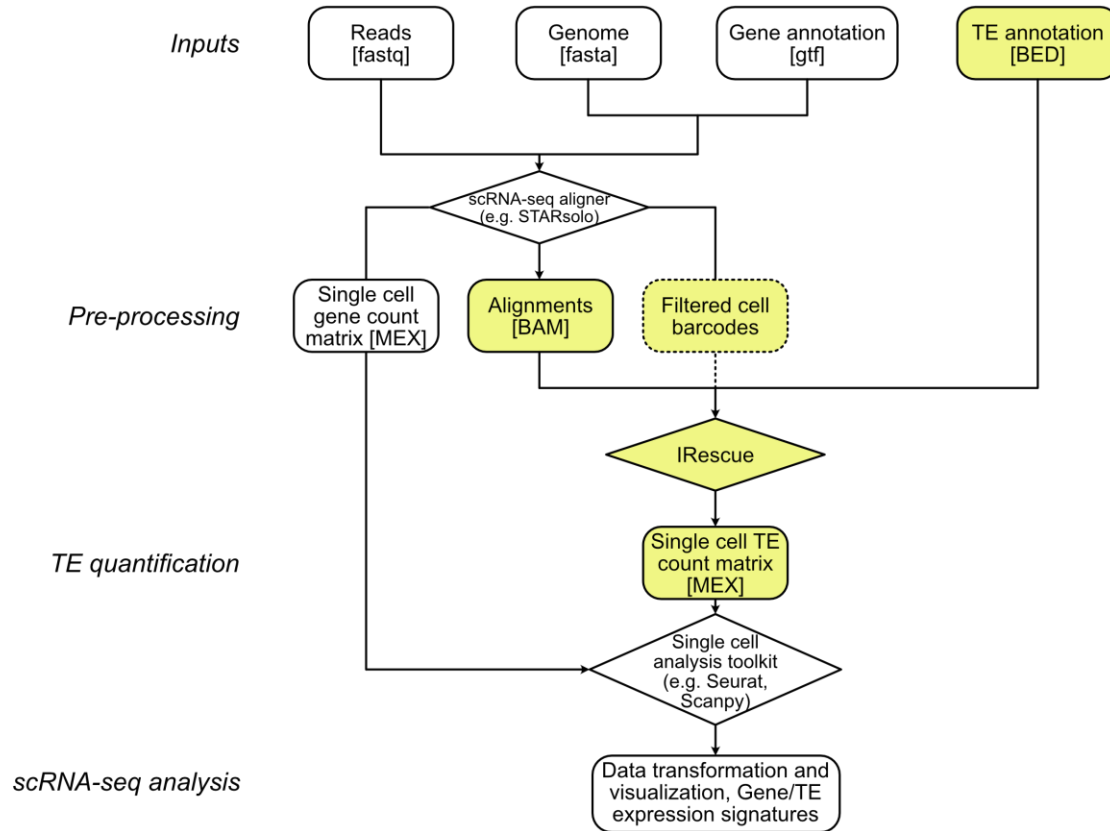 Inputs
Reads
[fastq]
Genome
[fasta]
Gene annotation
[gtf]
TE annotation
[BED]
scRNA-seq aligner
(e.g. STARsolo)
Pre-processing
Single cell
gene count
matrix [MEX]
Alignments
[BAM]
Filtered cell
barcodes
IRescue
TE quantification
Single cell TE
count matrix
[MEX]
Single cell
analysis toolkit
(e.g. Seurat,
Scanpy)
scRNA-seq analysis
Data transformation and
visualization, Gene/TE
expression signatures